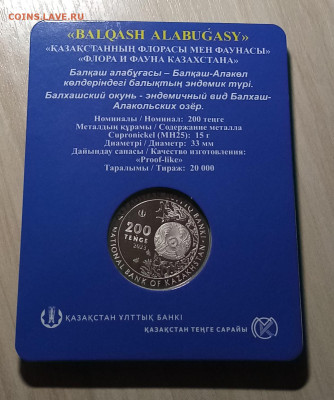 COINS.LAVE.RU
«BALQASH ALABUǴASY»
«ҚАЗАҚСТАННЫҢ ФЛОРАСЫ МЕН ФАУНАСЫ»
«ФЛОРА И ФАУНА КАЗАХСТАНА»
Балқаш алабұғасы – Балқаш-Алакөл
көлдеріндегі балықтың эндемик түрі.
Балхашский окунь - эндемичный вид Балхаш-
Алакольских озёр.
Номиналы / Номинал: 200 теңге
Металдың құрамы / Содержание металла
Cupronickel (МН25): 15 г
Диаметрі / Диаметр: 33 мм
Дайындау сапасы / Качество изготовления:
«Proof-like»
Таралымы / Тираж: 20 000
200
TENGE
NATIONAL BANK OF KAZAKHSTAN
BANKI
ҚАЗАҚСТАН ҰЛТТЫҚ БАНКІ
ҚАЗАҚСТАН ТЕҢГЕ САРАЙЫ